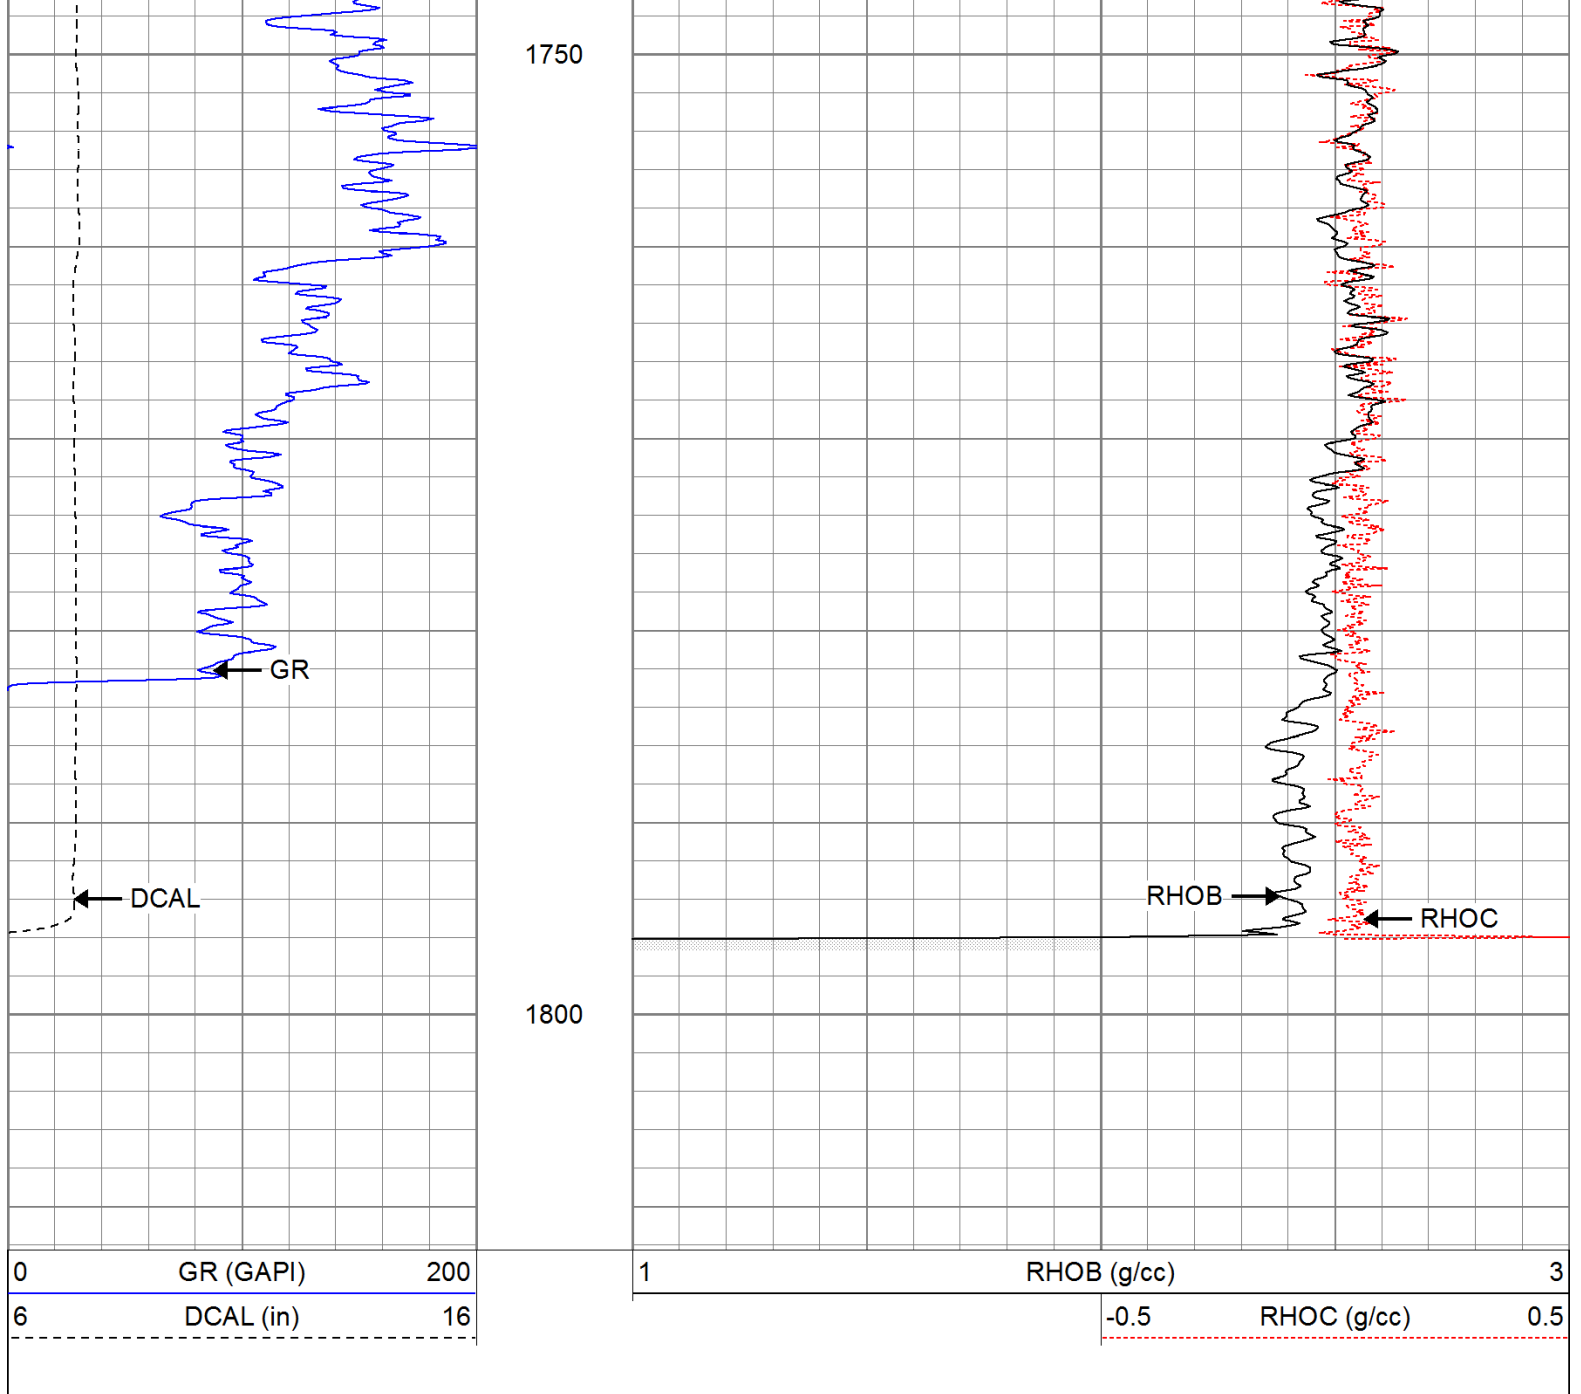 1750
GR
DCAL
RHOB
RHOC
1800
0 GR (GAPI) 200
1 RHOB (g/cc) 3
6 DCAL (in) 16
-0.5 RHOC (g/cc) 0.5